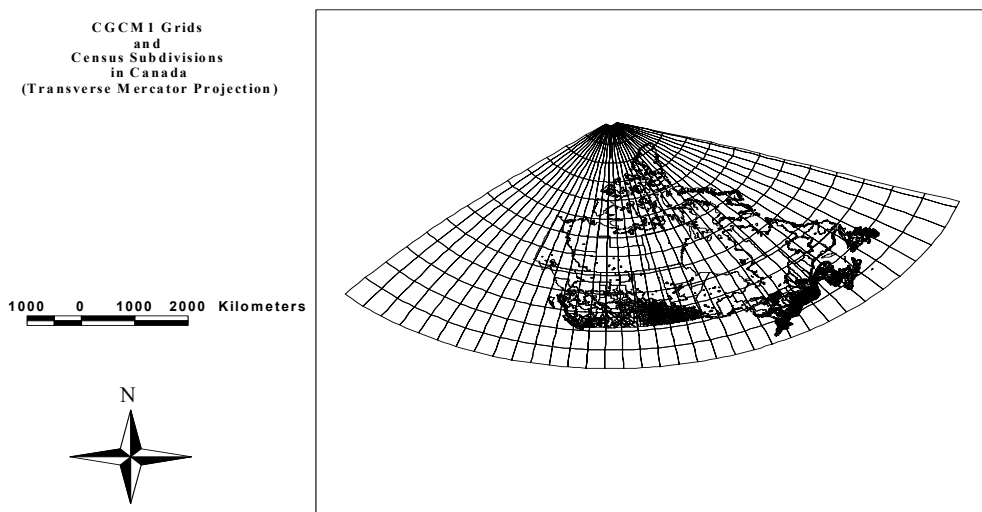 CGCM1 Grids
and
Census Subdivisions
in Canada
(Transverse Mercator Projection)
1000 0 1000 2000 Kilometers
N